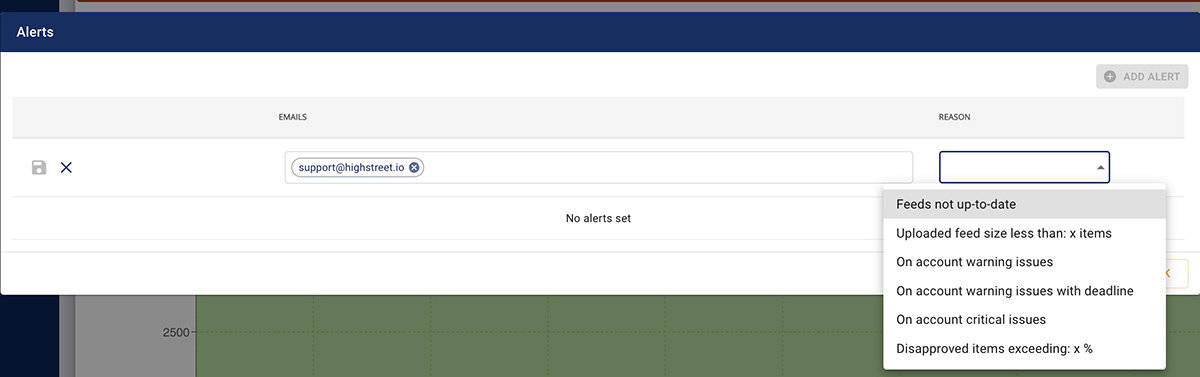 Alerts
ADD ALERT
EMAILS
REASON
support@highstreet.io
No alerts set
Feeds not up-to-date
Uploaded feed size less than: x items
On account warning issues
On account warning issues with deadline
On account critical issues
Disapproved items exceeding: x %
2500